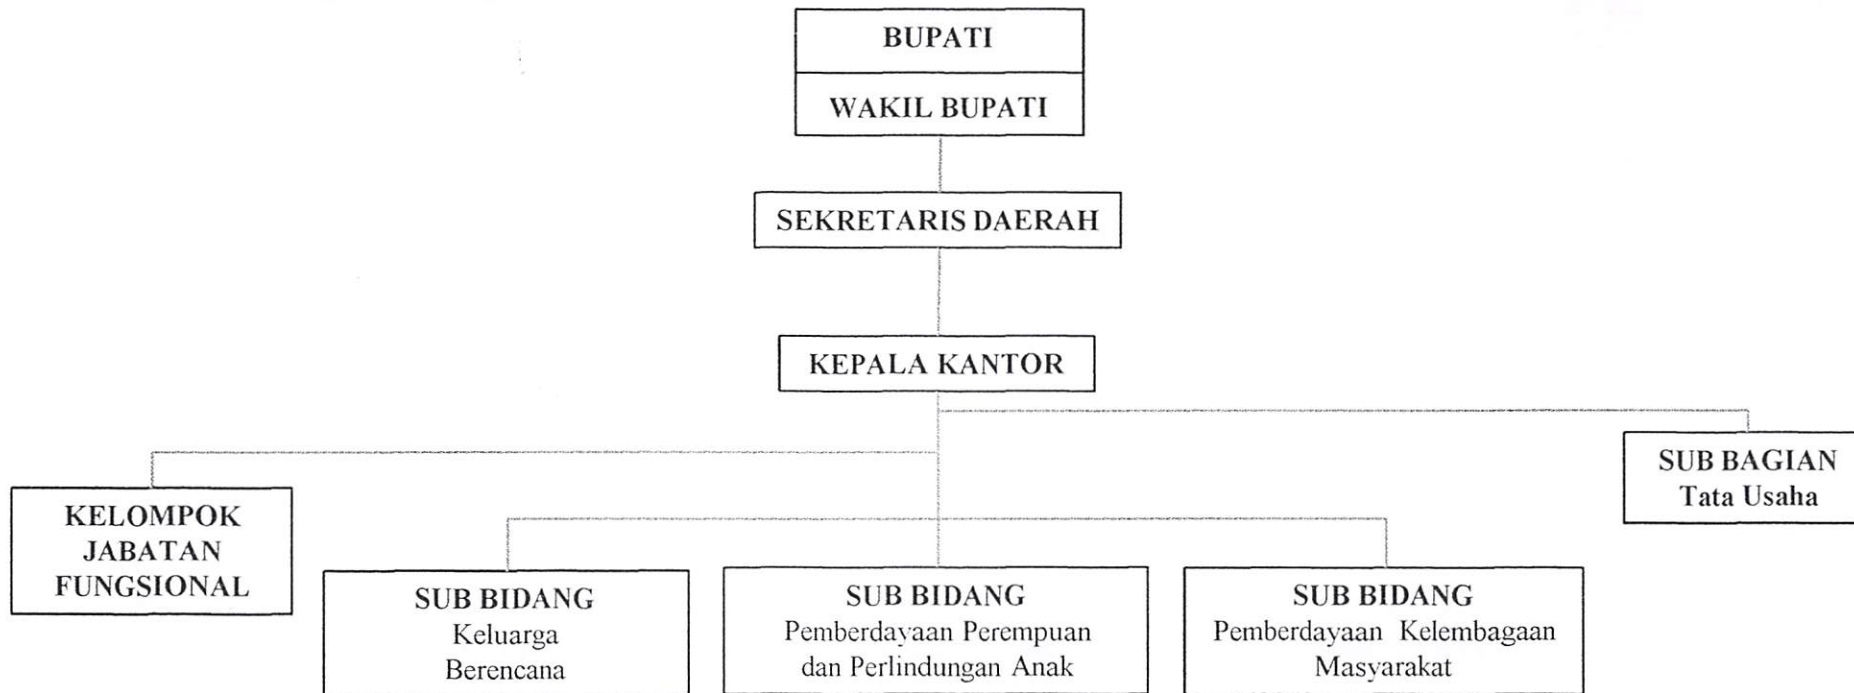 BUPATI
WAKIL BUPATI
SEKRETARIS DAERAH
KEPALA KANTOR
SUB BAGIAN
Tata Usaha
KELOMPOK
JABATAN
FUNGSIONAL
SUB BIDANG
Keluarga
Berencana
SUB BIDANG
Pemberdayaan Perempuan
dan Perlindungan Anak
SUB BIDANG
Pemberdayaan Kelembagaan
Masyarakat